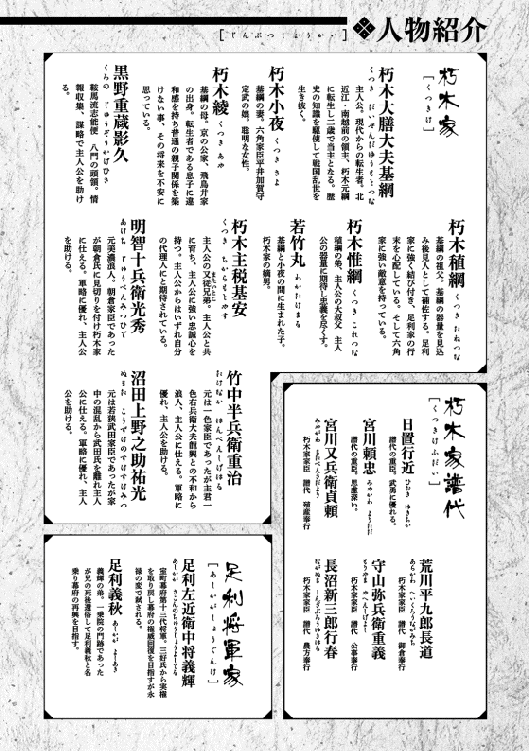 人物紹介
[じんぶつしょうかい]
朽木家
[くつきけ]
朽木大膳大夫基綱
くつき だいぜんだゆうもとつな
主人公。現代からの転生者。北
近江・南越前の領主、朽木元綱
に転生し二歳で当主となる。歴
史の知識を駆使して戦国乱世を
生き抜く。
朽木小夜 くつき さよ
基綱の妻。六角家臣平井加賀守
定武の娘。聡明な女性。
朽木綾 くつき あや
基綱の母。京の公家、飛鳥井家
の出身。転生者である息子に違
和感を持ち普通の親子関係を築
けない事、その将来を不安に
思っている。
黒野重蔵影久
くろの じゅうぞうかげひさ
鞍馬流志能便 八門の頭領。情
報収集、謀略で主人公を助け
る。
朽木稙綱 くつき たねつな
基綱の祖父。基綱の器量を見込
み後見人として補佐する。足利
家に強く結び付き、足利家の行
末を心配している。そして六角
家に強い敵意を持っている。
朽木惟綱 くつき これつな
稙綱の弟、主人公の大叔父 主人
公の器量に期待し忠義を尽くす。
若竹丸 わかたけまる
基綱と小夜の間に生まれた子。
朽木家の嫡男。
朽木主税基安
くつき ちからもとやす
主人公の又従兄弟。主人公と共
に育ち、主人公に強い忠誠心を
持つ。主人公からはいずれ自分
の代理人にと期待されている。
明智十兵衛光秀
あけち じゅうべえみつひで
元美濃浪人。朝倉家臣であった
が朝倉氏に見切りを付け朽木家
に仕える。軍略に優れ、主人公
を助ける。
竹中半兵衛重治
たけなか はんべえしげはる
元は一色家臣であったが主君一
色右兵衛大夫龍興との不和から
浪人、主人公に仕える。軍略に
優れ、主人公を助ける。
沼田上野之助祐光
ぬまた こうずけのすけすけみつ
元は若狭武田家臣であったが家
中の混乱から武田氏を離れ主人
公に仕える。軍略に優れ、主人
公を助ける。
朽木家譜代
[くつきけふだい]
日置行近 ひおき ゆきちか
譜代の重臣。武勇に優れる。
宮川頼忠 みやがわ よりただ
譜代の重臣。思慮深い。
宮川又兵衛貞頼
みやがわ またべえさだより
朽木家家臣 譜代 殖産奉行
荒川平九郎長道
あらかわ へいくろうながみち
朽木家家臣 譜代 御倉奉行
守山弥兵衛重義
もりやま やへえしげよし
朽木家家臣 譜代 公事奉行
長沼新三郎行春
ながぬま しんざぶろうゆきはる
朽木家家臣 譜代 農方奉行
足利将軍家
[あしかがしょうぐんけ]
足利左近衛中将義輝
あしかが さこんのちゅうじょうよしてる
室町幕府第十三代将軍。三好氏から実権
を取り戻し幕府の権威回復を目指すが永
禄の変で弑される。
足利義秋 あしかが よしあき
義輝の弟。一乗院の門跡であった
が兄の死後還俗して足利義秋と名
乗り幕府の再興を目指す。